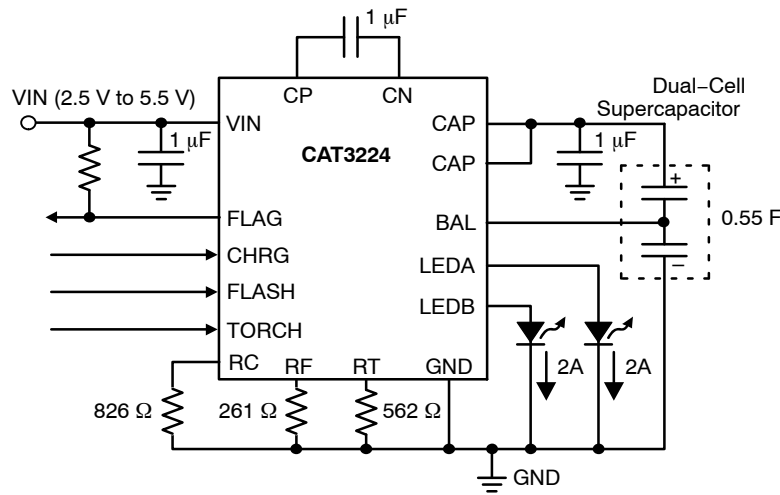 1 μF
VIN (2.5 V to 5.5 V)
Dual−Cell
Supercapacitor
CP
CN
VIN
1 μF
CAT3224
CAP
CAP
1 μF
+
FLAG
BAL
0.55 F
−
CHRG
LEDA
FLASH
LEDB
TORCH
RC
RF
RT
GND
2A
2A
826 Ω
261 Ω
562 Ω
GND